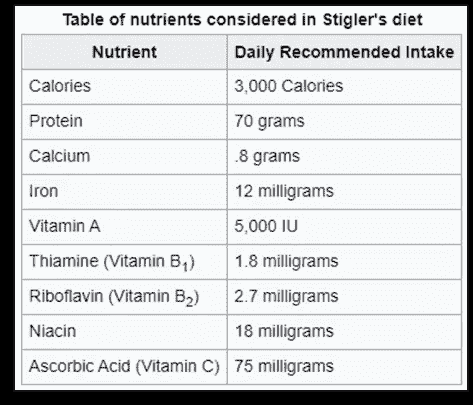 Table of nutrients considered in Stigler's diet
Nutrient Daily Recommended Intake
Calories 3,000 Calories
Protein 70 grams
Calcium .8 grams
Iron 12 milligrams
Vitamin A 5,000 IU
Thiamine (Vitamin B₁) 1.8 milligrams
Riboflavin (Vitamin B₂) 2.7 milligrams
Niacin 18 milligrams
Ascorbic Acid (Vitamin C) 75 milligrams